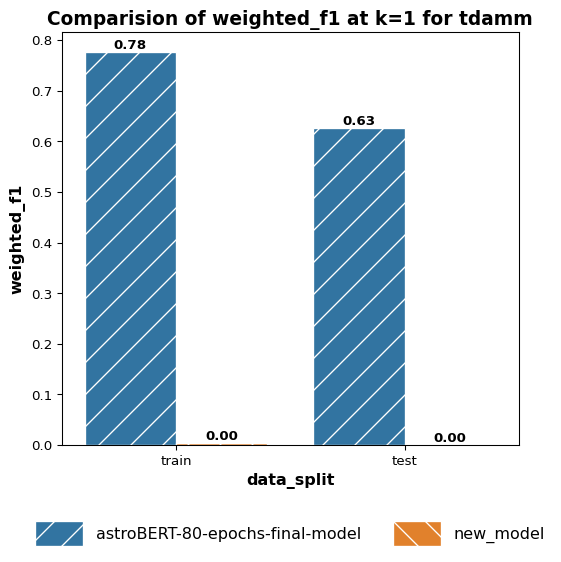 Comparision of weighted_f1 at k=1 for tdamm
0.8
0.7
0.6
0.5
0.4
0.3
0.2
0.1
0.0
weighted_f1
0.78
0.00
0.63
0.00
train
test
data_split
astroBERT-80-epochs-final-model
new_model